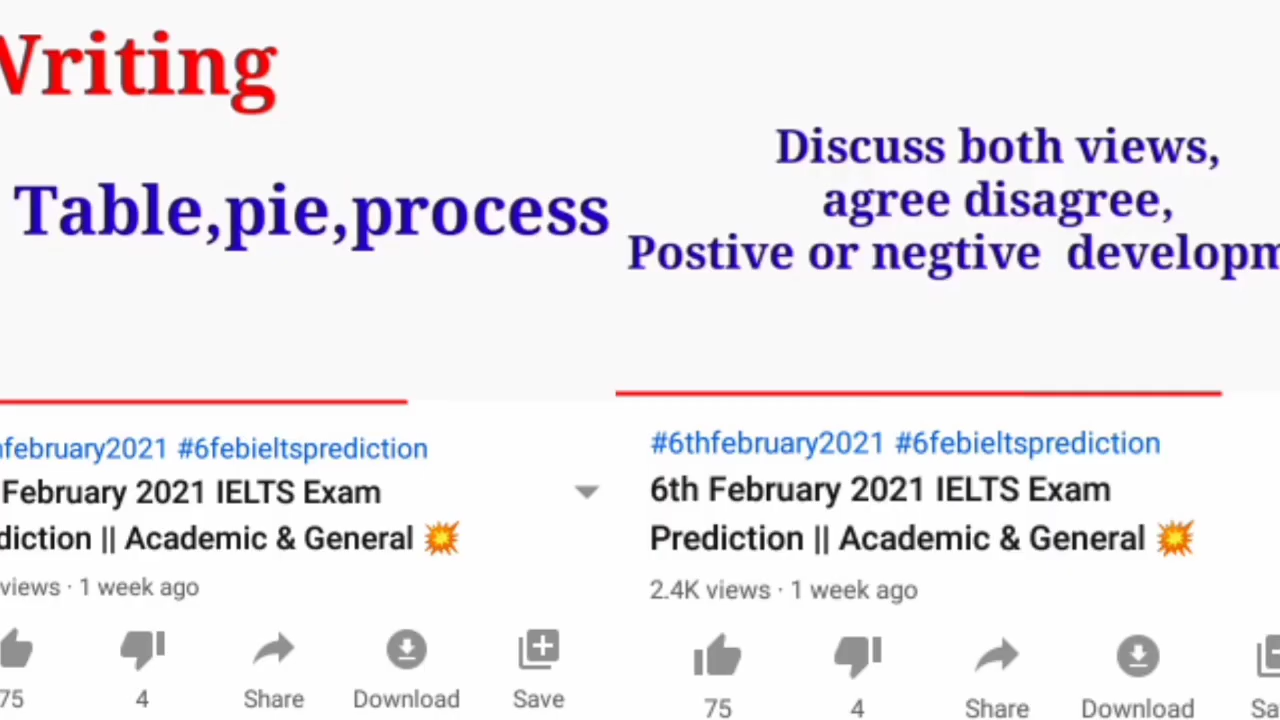 Writing
Table,pie,process
february2021 #6febieltsprediction
February 2021 IELTS Exam
diction || Academic & General 💥
views · 1 week ago
75 4 Share Download Save
Discuss both views,
agree disagree,
Postive or negtive developm
#6thfebruary2021 #6febieltsprediction
6th February 2021 IELTS Exam
Prediction || Academic & General 💥
2.4K views · 1 week ago
75 4 Share Download Sa